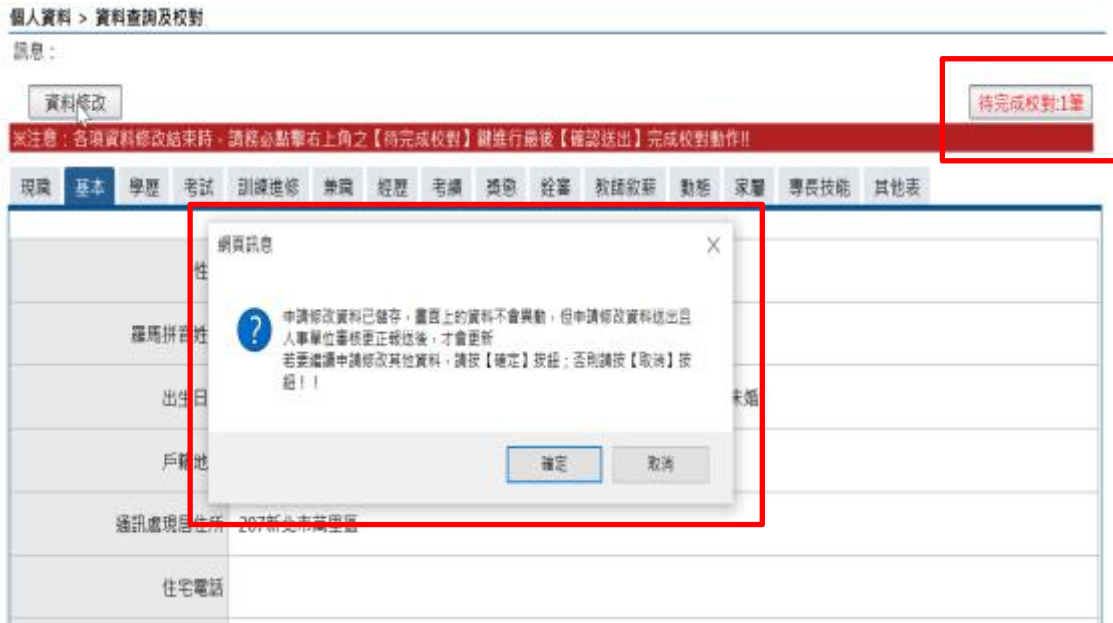 個人資料 > 資料查詢及校對
訊息：
資料修改
待完成校對:1筆
※注意：各項資料修改結束時，請務必點擊右上角之【待完成校對】鍵進行最後【確認送出】完成校對動作!!
現職 基本 學歷 考試 訓練進修 兼職 經歷 考績 獎懲 銓審 教師敘薪 動態 家屬 專長技能 其他表
網頁訊息
性
申請修改資料已儲存，畫面上的資料不會異動，但申請修改資料送出且
人事單位審核更正報送後，才會更新
若要繼續申請修改其他資料，請按【確定】按鈕；否則請按【取消】按
鈕！！
羅馬拼音姓
出生日
未婚
戶籍地
確定 取消
通訊處現居住所 207新北市萬里區
住宅電話